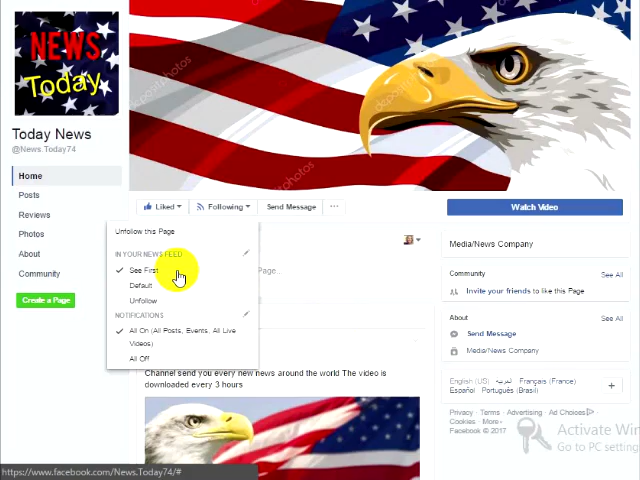 NEWS
Today
depositphotos
depositphotos
depositphotos
Today News
@News.Today74
Home
Posts
Reviews
Photos
About
Community
Create a Page
Liked
Following
Send Message
...
Watch Video
Unfollow this Page
IN YOUR NEWS FEED
See First
Default
Unfollow
NOTIFICATIONS
All On (All Posts, Events, All Live
Videos)
All Off
Page..
Channel send you every new news around the world The video is
downloaded every 3 hours
Media/News Company
Community
See All
Invite your friends to like this Page
About
See All
Send Message
Media/News Company
English (US) · العربية · Français (France)
Español · Português (Brasil)
Privacy · Terms · Advertising · Ad Choices
Cookies · More
Facebook © 2017
Activate Win
Go to PC setting
https://www.facebook.com/News.Today74/#